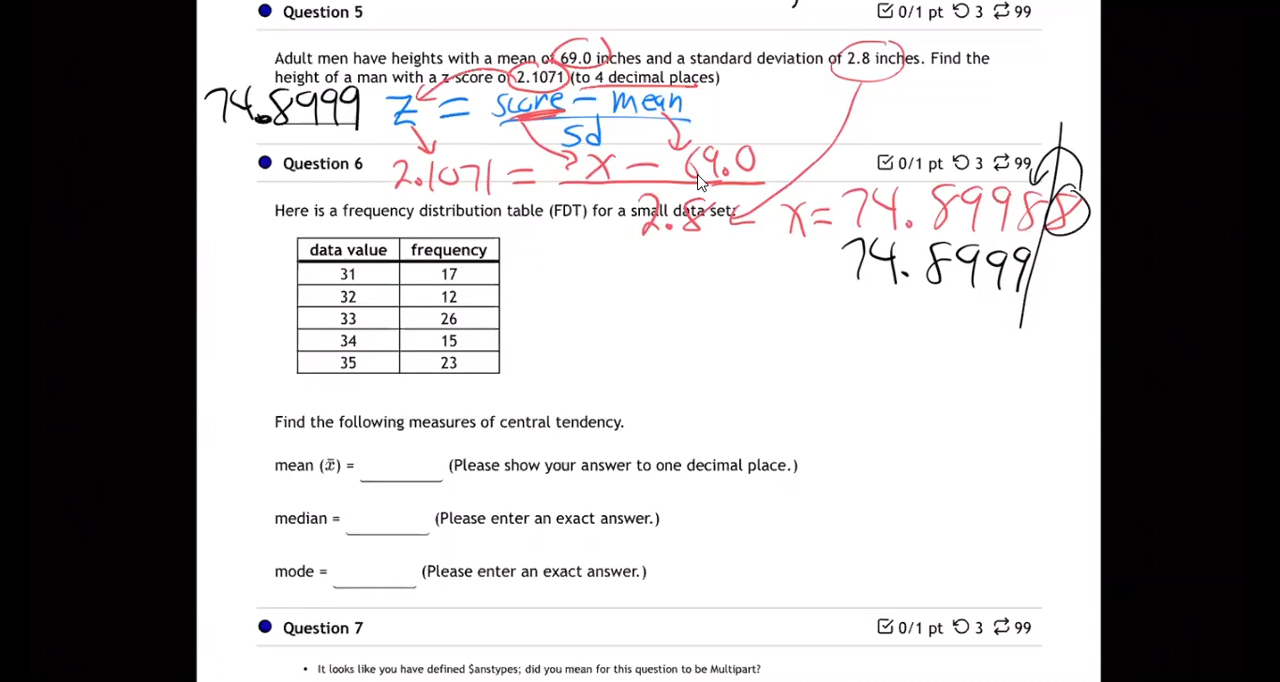 Question 5
0/1 pt 3 99
Adult men have heights with a mean of 69.0 inches and a standard deviation of 2.8 inches. Find the
height of a man with a z score of 2.1071 (to 4 decimal places)
74.8999 z = score - mean
sd
Question 6
0/1 pt 3 99
2.1071 = x - 69.0
2.8
x = 74.89988
74.8999
Here is a frequency distribution table (FDT) for a small data set:
data value frequency
31 17
32 12
33 26
34 15
35 23
Find the following measures of central tendency.
mean (x̄) = ________ (Please show your answer to one decimal place.)
median = ________ (Please enter an exact answer.)
mode = ________ (Please enter an exact answer.)
Question 7
0/1 pt 3 99
• It looks like you have defined $anstypes; did you mean for this question to be Multipart?